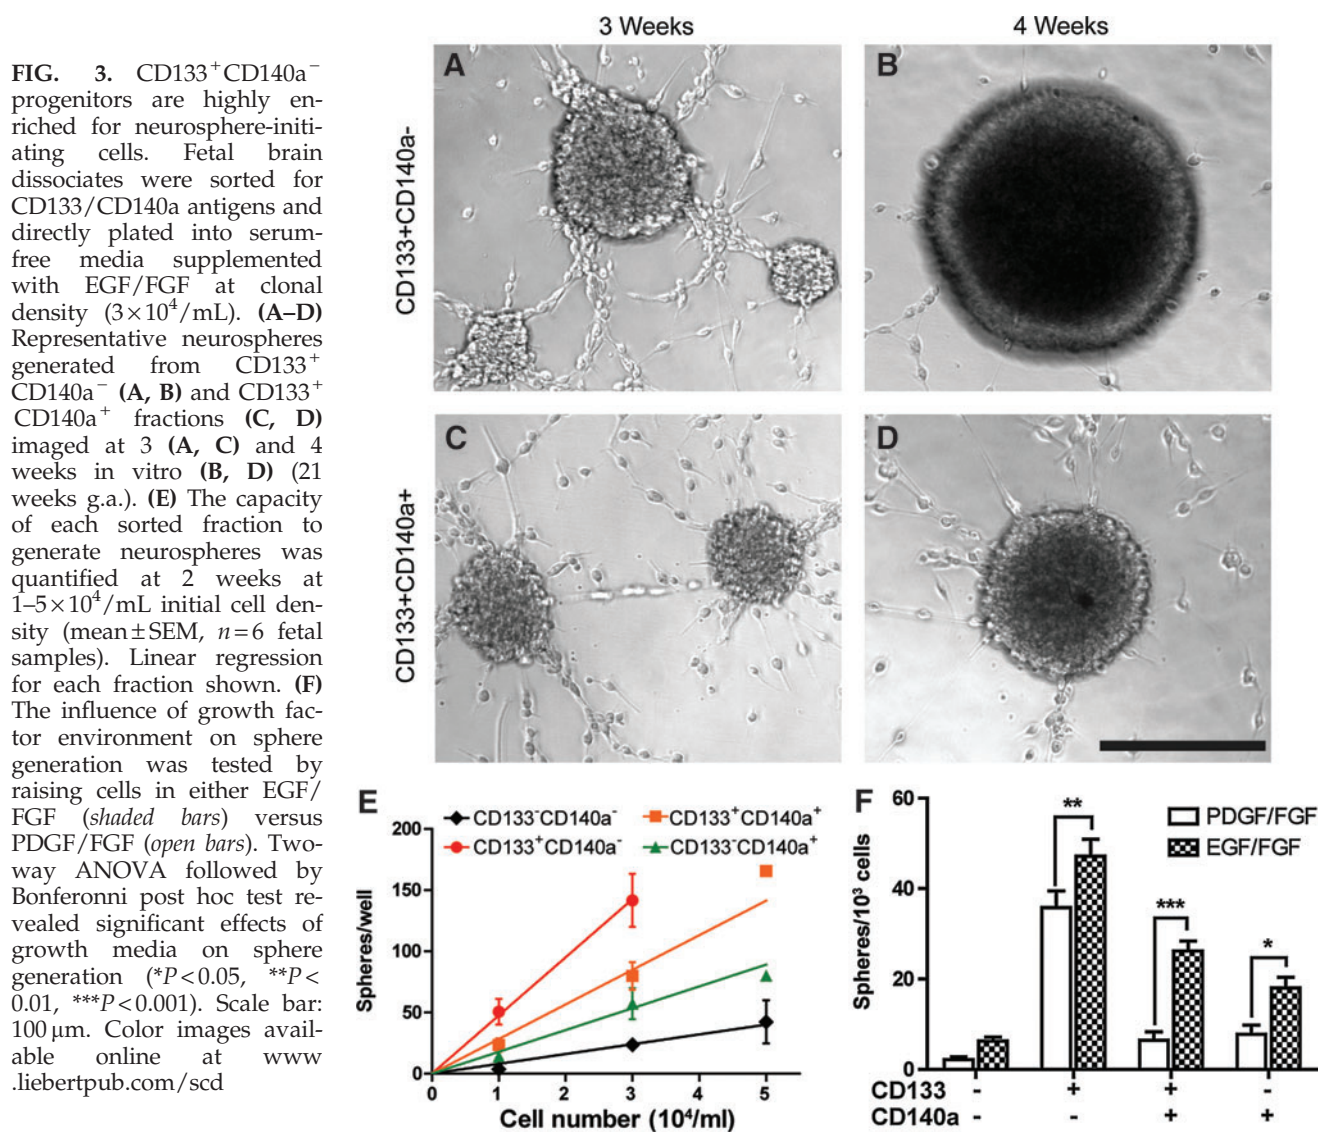 FIG. 3. CD133⁺CD140a⁻
progenitors are highly en-
riched for neurosphere-initi-
ating cells. Fetal brain
dissociates were sorted for
CD133/CD140a antigens and
directly plated into serum-
free media supplemented
with EGF/FGF at clonal
density (3×10⁴/mL). (A–D)
Representative neurospheres
generated from CD133⁺
CD140a⁻ (A, B) and CD133⁺
CD140a⁺ fractions (C, D)
imaged at 3 (A, C) and 4
weeks in vitro (B, D) (21
weeks g.a.). (E) The capacity
of each sorted fraction to
generate neurospheres was
quantified at 2 weeks at
1–5×10⁴/mL initial cell den-
sity (mean±SEM, n=6 fetal
samples). Linear regression
for each fraction shown. (F)
The influence of growth fac-
tor environment on sphere
generation was tested by
raising cells in either EGF/
FGF (shaded bars) versus
PDGF/FGF (open bars). Two-
way ANOVA followed by
Bonferonni post hoc test re-
vealed significant effects of
growth media on sphere
generation (*P<0.05, **P<
0.01, ***P<0.001). Scale bar:
100 μm. Color images avail-
able online at www
.liebertpub.com/scd
3 Weeks
4 Weeks
CD133+CD140a-
A
B
CD133+CD140a+
C
D
E
CD133⁻CD140a⁻
CD133⁺CD140a⁺
CD133⁺CD140a⁻
CD133⁻CD140a⁺
Spheres/well
200
150
100
50
0
0 1 2 3 4 5
Cell number (10⁴/ml)
F
PDGF/FGF
EGF/FGF
Spheres/10³ cells
60
40
20
0
**
***
*
CD133 - + + -
CD140a - - + +